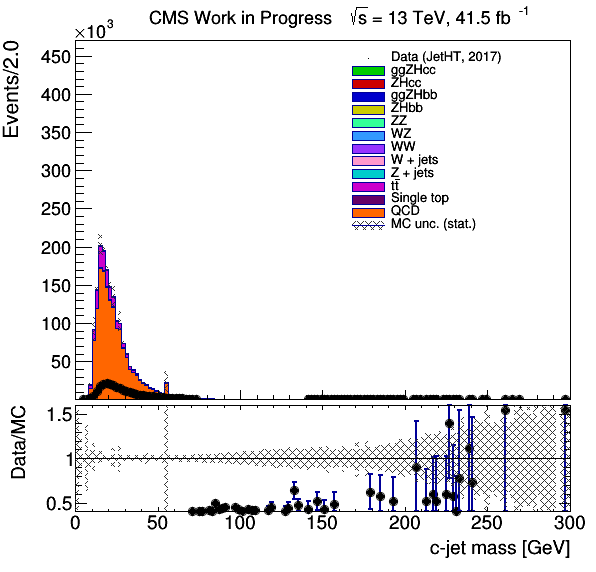 CMS Work in Progress √s = 13 TeV, 41.5 fb⁻¹
×10³
Events/2.0
450
400
350
300
250
200
150
100
50
Data (JetHT, 2017)
ggZHcc
ZHcc
ggZHbb
ZHbb
ZZ
WZ
WW
W + jets
Z + jets
tt̄
Single top
QCD
MC unc. (stat.)
Data/MC
1.5
1
0.5
0 50 100 150 200 250 300
c-jet mass [GeV]